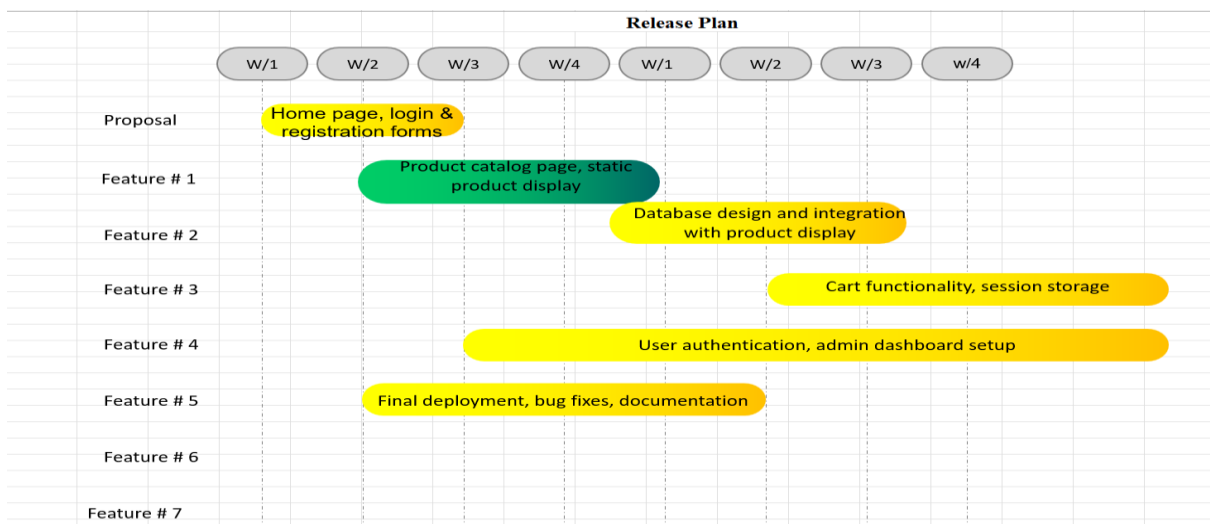 Release Plan
W/1 W/2 W/3 W/4 W/1 W/2 W/3 w/4
Proposal
Home page, login &
registration forms
Feature # 1
Product catalog page, static
product display
Feature # 2
Database design and integration
with product display
Feature # 3
Cart functionality, session storage
Feature # 4
User authentication, admin dashboard setup
Feature # 5
Final deployment, bug fixes, documentation
Feature # 6
Feature # 7